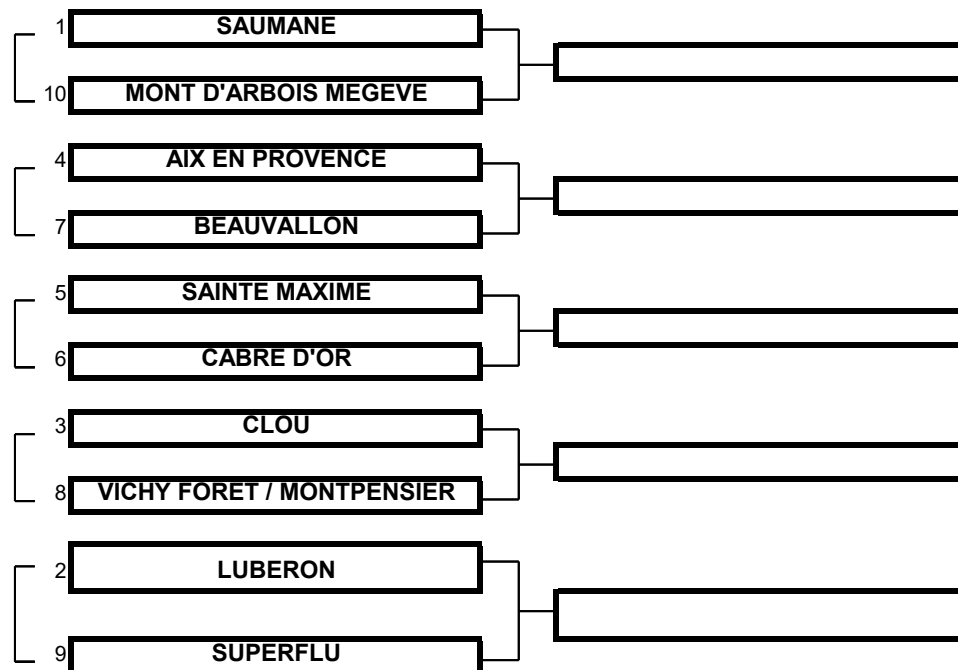 1 SAUMANE
10 MONT D'ARBOIS MEGEVE
4 AIX EN PROVENCE
7 BEAUVALLON
5 SAINTE MAXIME
6 CABRE D'OR
3 CLOU
8 VICHY FORET / MONTPENSIER
2 LUBERON
9 SUPERFLU